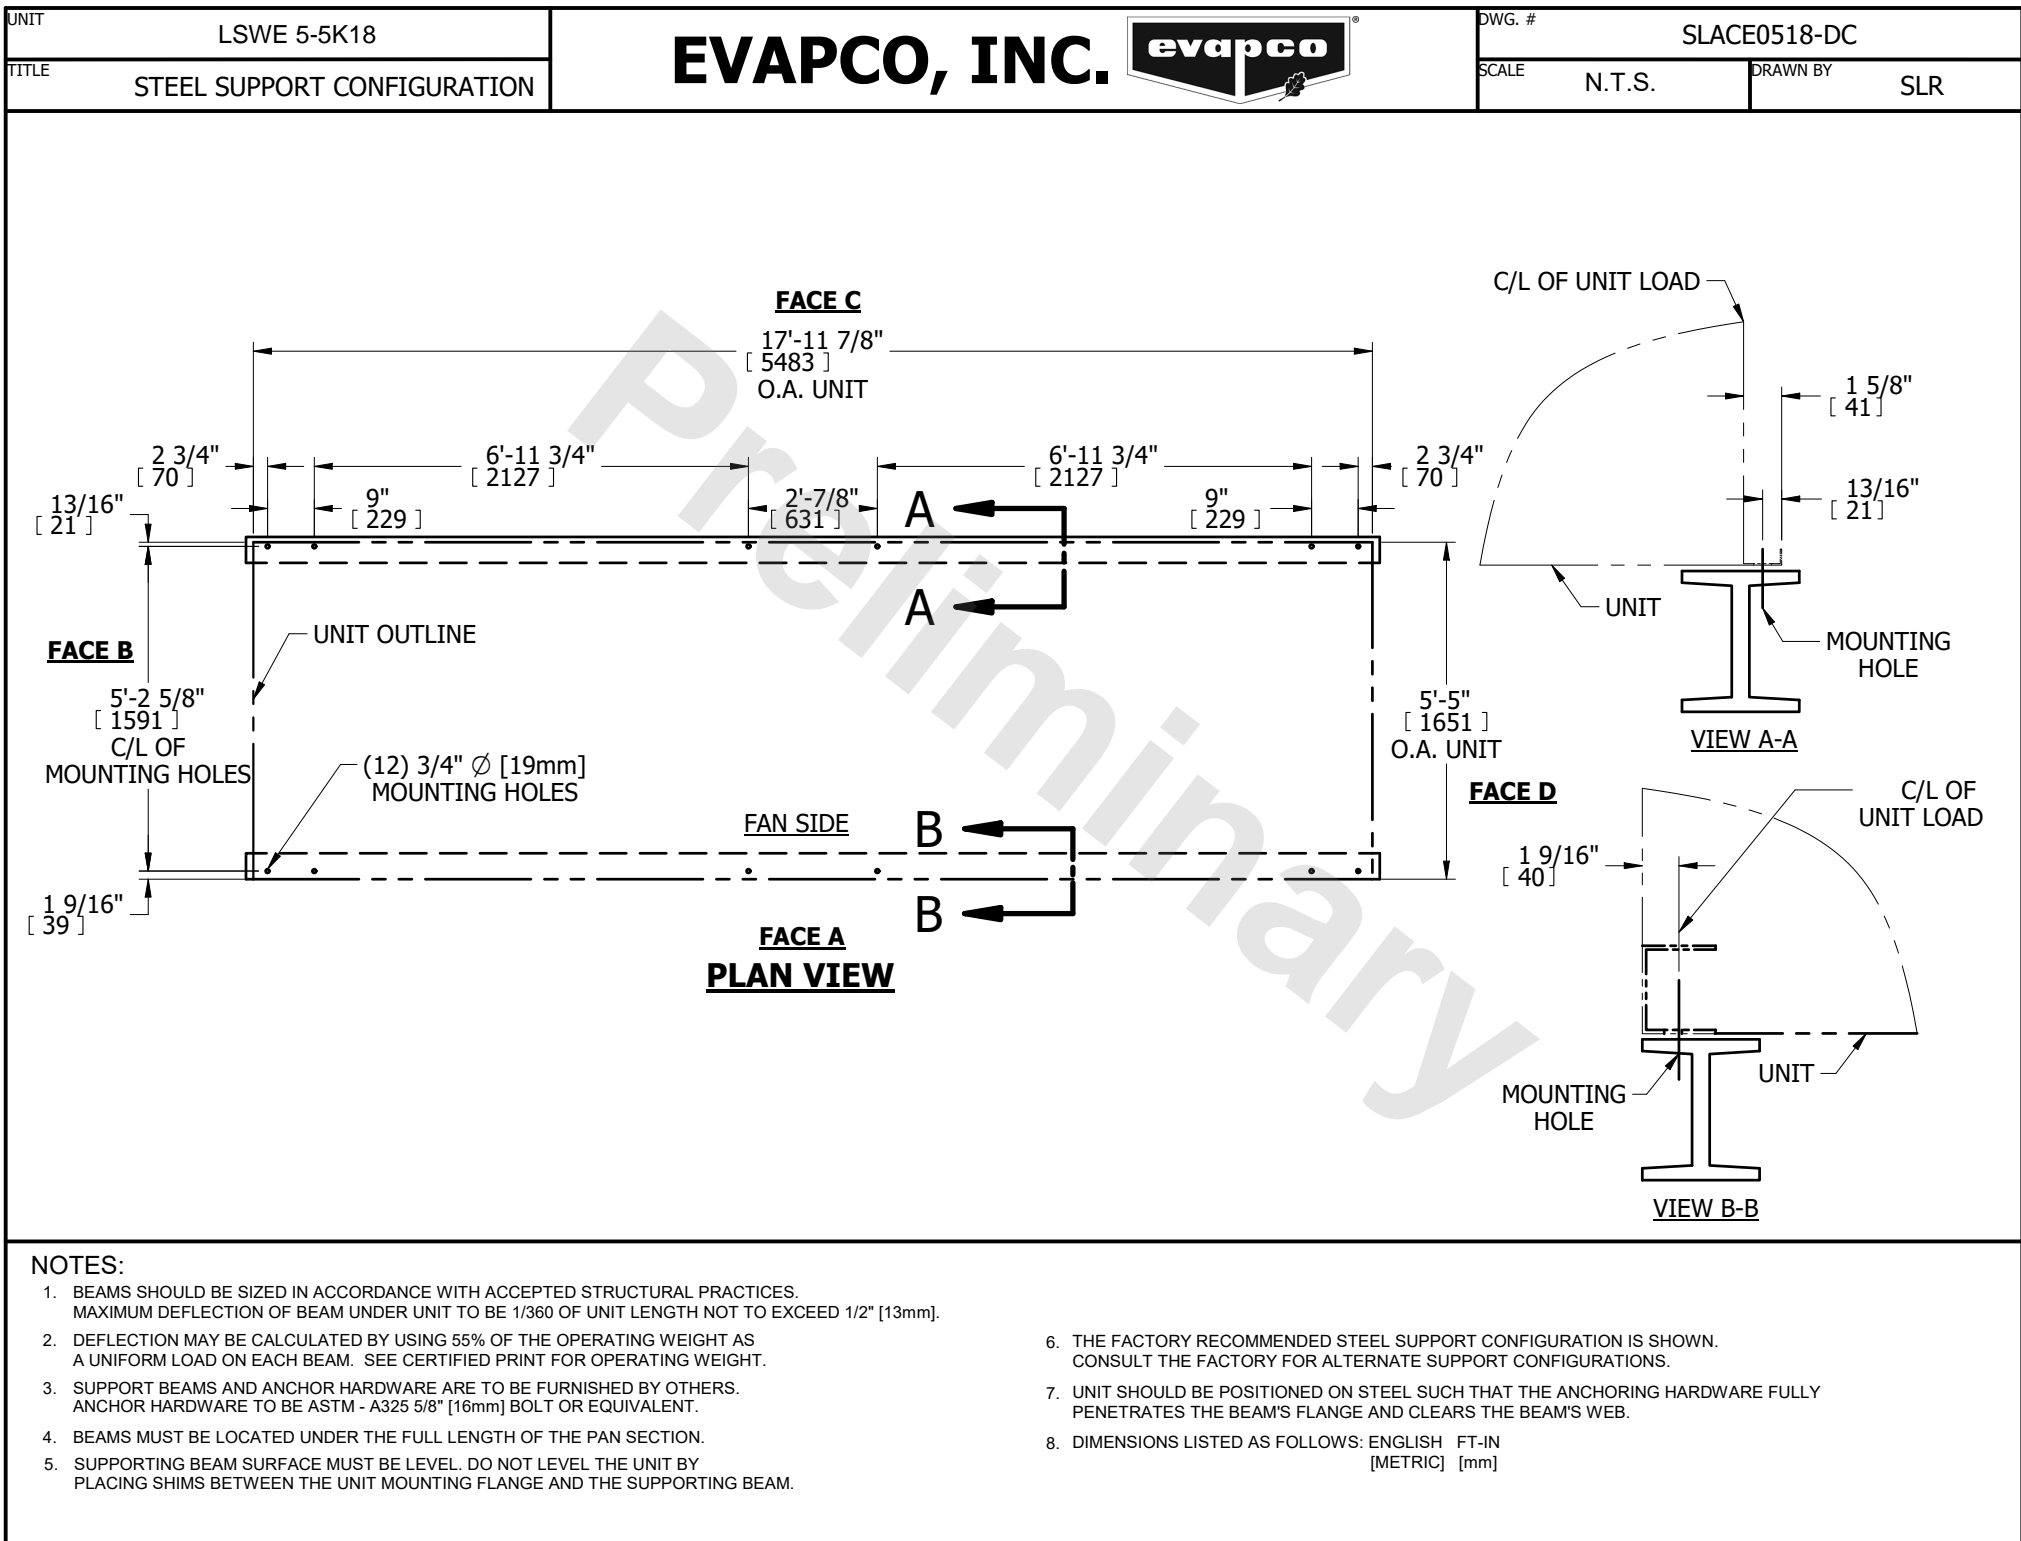 UNIT
LSWE 5-5K18
TITLE
STEEL SUPPORT CONFIGURATION
EVAPCO, INC.
evapco
®
DWG. #
SLACE0518-DC
SCALE
N.T.S.
DRAWN BY
SLR
FACE C
17'-11 7/8"
[ 5483 ]
O.A. UNIT
2 3/4"
[ 70 ]
6'-11 3/4"
[ 2127 ]
6'-11 3/4"
[ 2127 ]
2 3/4"
[ 70 ]
13/16"
[ 21 ]
9"
[ 229 ]
2'-7/8"
[ 631 ]
A
9"
[ 229 ]
A
FACE B
UNIT OUTLINE
5'-2 5/8"
[ 1591 ]
C/L OF
MOUNTING HOLES
(12) 3/4" ∅ [19mm]
MOUNTING HOLES
5'-5"
[ 1651 ]
O.A. UNIT
FACE D
FAN SIDE
B
B
1 9/16"
[ 39 ]
FACE A
PLAN VIEW
Preliminary
C/L OF UNIT LOAD
1 5/8"
[ 41 ]
13/16"
[ 21 ]
UNIT
MOUNTING
HOLE
VIEW A-A
C/L OF
UNIT LOAD
1 9/16"
[ 40 ]
UNIT
MOUNTING
HOLE
VIEW B-B
NOTES:
1. BEAMS SHOULD BE SIZED IN ACCORDANCE WITH ACCEPTED STRUCTURAL PRACTICES.
MAXIMUM DEFLECTION OF BEAM UNDER UNIT TO BE 1/360 OF UNIT LENGTH NOT TO EXCEED 1/2" [13mm].
2. DEFLECTION MAY BE CALCULATED BY USING 55% OF THE OPERATING WEIGHT AS
A UNIFORM LOAD ON EACH BEAM. SEE CERTIFIED PRINT FOR OPERATING WEIGHT.
3. SUPPORT BEAMS AND ANCHOR HARDWARE ARE TO BE FURNISHED BY OTHERS.
ANCHOR HARDWARE TO BE ASTM - A325 5/8" [16mm] BOLT OR EQUIVALENT.
4. BEAMS MUST BE LOCATED UNDER THE FULL LENGTH OF THE PAN SECTION.
5. SUPPORTING BEAM SURFACE MUST BE LEVEL. DO NOT LEVEL THE UNIT BY
PLACING SHIMS BETWEEN THE UNIT MOUNTING FLANGE AND THE SUPPORTING BEAM.
6. THE FACTORY RECOMMENDED STEEL SUPPORT CONFIGURATION IS SHOWN.
CONSULT THE FACTORY FOR ALTERNATE SUPPORT CONFIGURATIONS.
7. UNIT SHOULD BE POSITIONED ON STEEL SUCH THAT THE ANCHORING HARDWARE FULLY
PENETRATES THE BEAM'S FLANGE AND CLEARS THE BEAM'S WEB.
8. DIMENSIONS LISTED AS FOLLOWS: ENGLISH FT-IN
[METRIC] [mm]